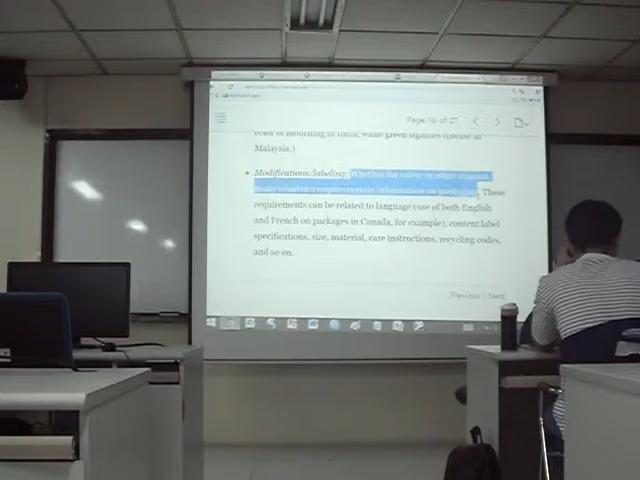 Page 16 of 27
color of mourning in India, while green signifies disease in
Malaysia.)
• Modifications/labeling: Whether for safety or other reasons,
many countries require certain information on packaging. These
requirements can be related to language (use of both English
and French on packages in Canada, for example), content label
specifications, size, material, care instructions, recycling codes,
and so on.
Previous | Next